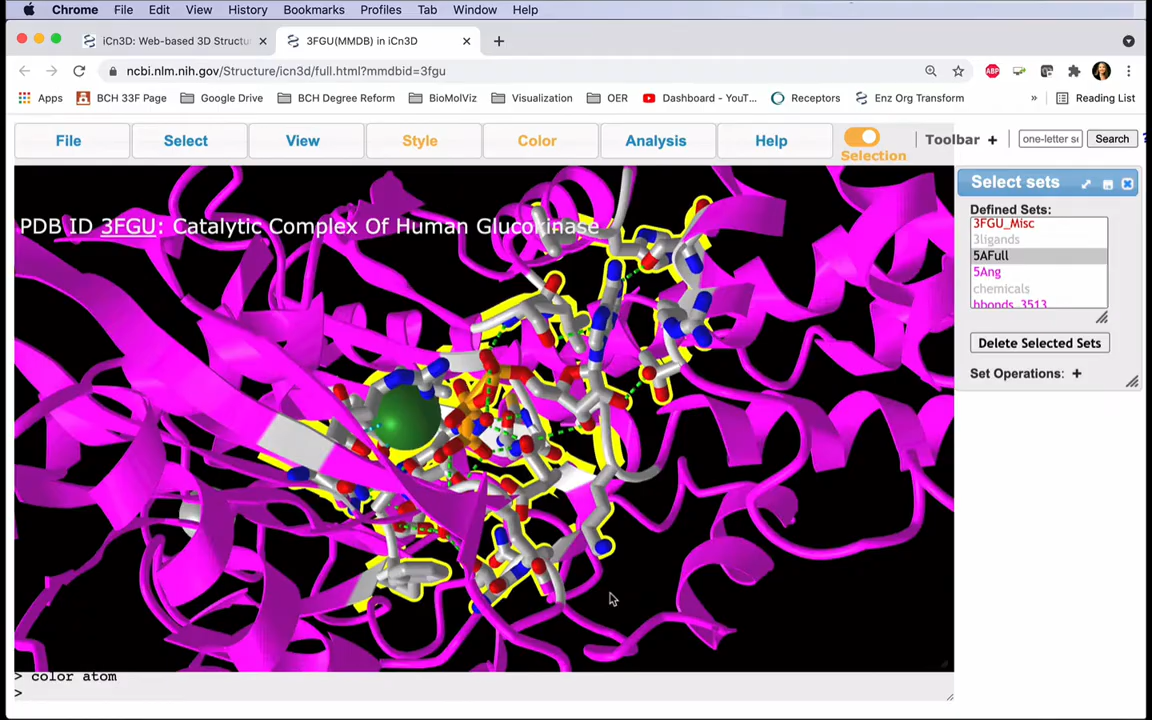 Chrome File Edit View History Bookmarks Profiles Tab Window Help
iCn3D: Web-based 3D Structu
3FGU(MMDB) in iCn3D
ncbi.nlm.nih.gov/Structure/icn3d/full.html?mmdbid=3fgu
ABP
Apps BCH 33F Page Google Drive BCH Degree Reform BioMolViz Visualization OER Dashboard - YouT... Receptors Enz Org Transform » Reading List
File Select View Style Color Analysis Help
Selection
Toolbar +
one-letter s
Search
PDB ID 3FGU: Catalytic Complex Of Human Glucokinase
Select sets
Defined Sets:
3FGU_Misc
3ligands
5AFull
5Ang
chemicals
hbonds_3513
Delete Selected Sets
Set Operations: +
> color atom
>